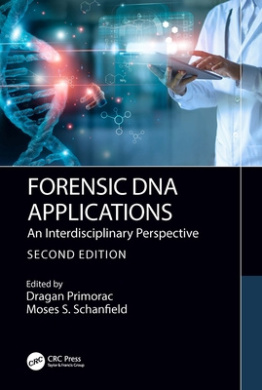 FORENSIC DNA
APPLICATIONS
An Interdisciplinary Perspective
SECOND EDITION
Edited by
Dragan Primorac
Moses S. Schanfield
CRC
CRC Press
Taylor & Francis Group